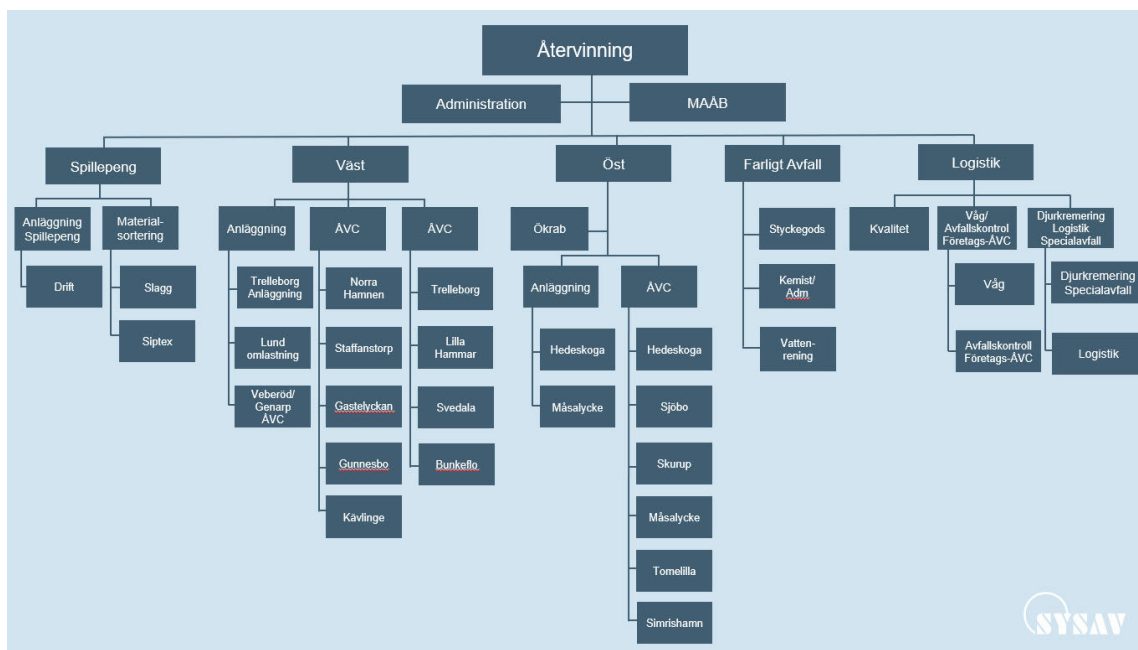 Återvinning
Administration
MAÅB
Spillepeng
Väst
Öst
Farligt Avfall
Logistik
Anläggning
Spillepeng
Material-
sortering
Drift
Slagg
Siptex
Anläggning
ÅVC
ÅVC
Trelleborg
Anläggning
Lund
omlastning
Veberöd/
Genarp
ÅVC
Norra
Hamnen
Staffanstorp
Gastelyckan
Gunnesbo
Kävlinge
Trelleborg
Lilla
Hammar
Svedala
Bunkeflo
Ökrab
Anläggning
ÅVC
Hedeskoga
Måsalycke
Hedeskoga
Sjöbo
Skurup
Måsalycke
Tomelilla
Simrishamn
Styckegods
Kemist/
Adm
Vatten-
rening
Kvalitet
Våg/
Avfallskontrol
Företags-ÅVC
Djurkremering
Logistik
Specialavfall
Våg
Avfallskontroll
Företags-ÅVC
Djurkremering
Specialavfall
Logistik
SYSAV